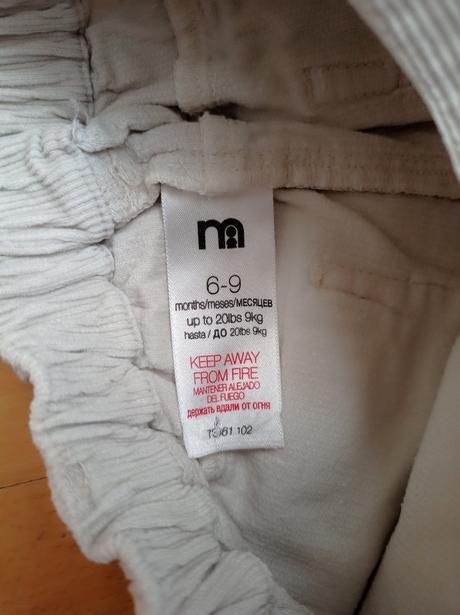 m
6-9
months/meses/МЕСЯЦЕВ
up to 20lbs 9kg
hasta / ДО 20lbs 9kg
KEEP AWAY
FROM FIRE
MANTENER ALEJADO
DEL FUEGO
держать вдали от огня
102